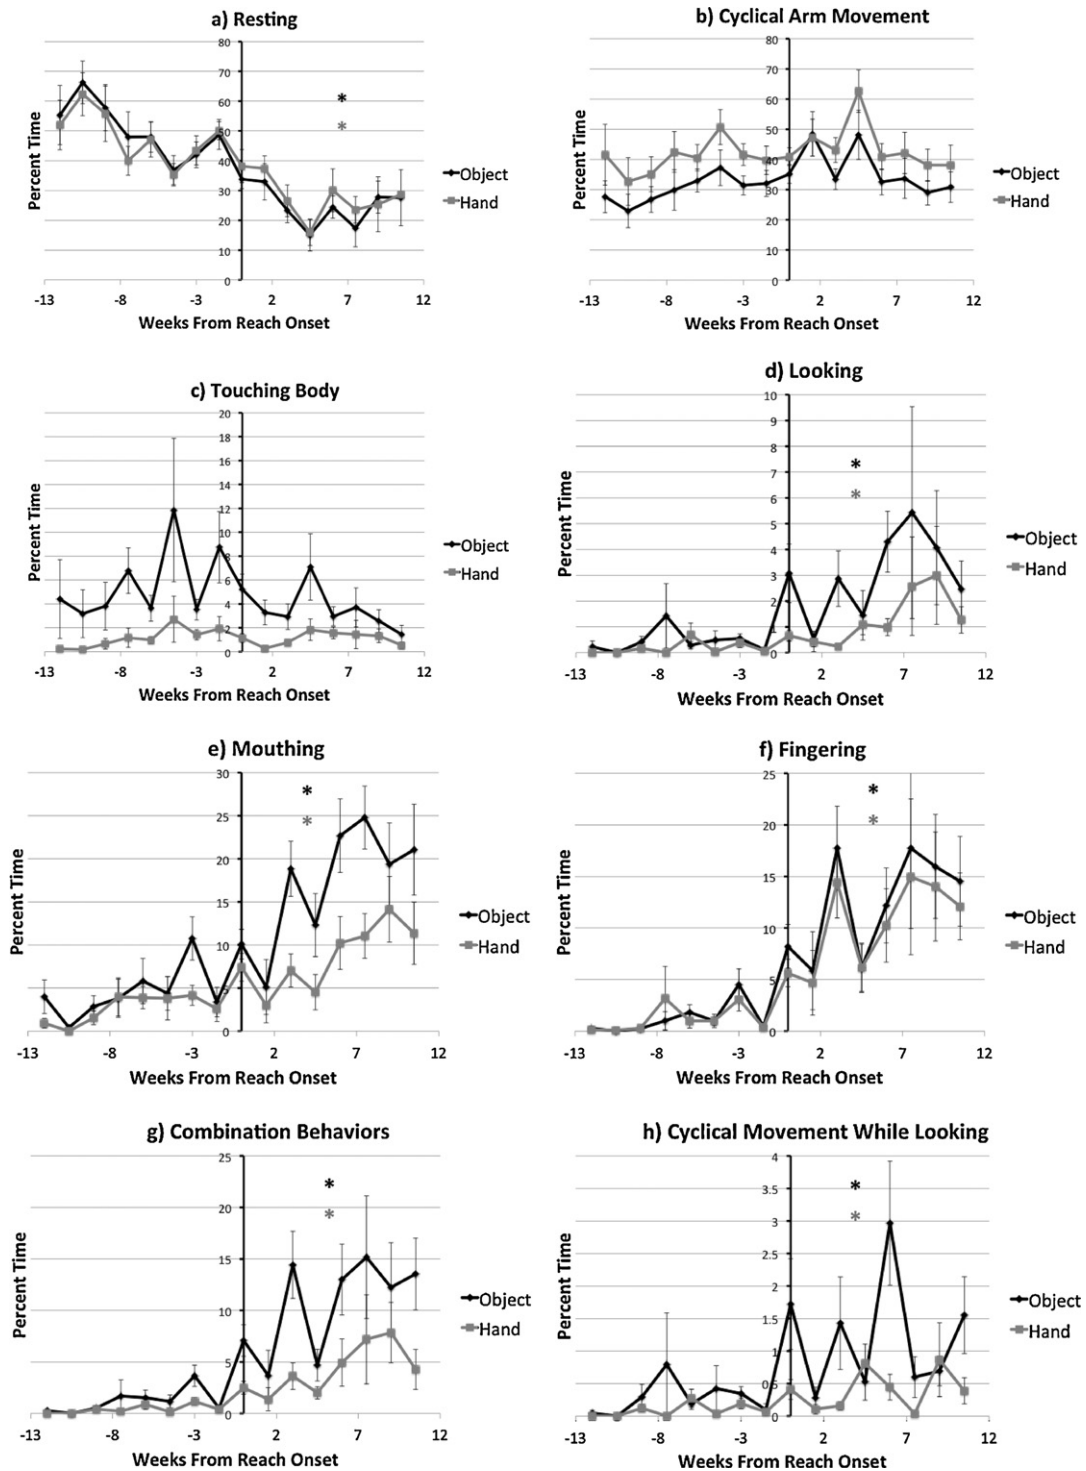 a) Resting
Percent Time
80
70
60
50
40
30
20
10
0
* 
*
Object
Hand
-13 -8 -3 2 7 12
Weeks From Reach Onset
b) Cyclical Arm Movement
Percent Time
80
70
60
50
40
30
20
10
0
Object
Hand
-13 -8 -3 2 7 12
Weeks From Reach Onset
c) Touching Body
Percent Time
20
18
16
14
12
10
8
6
4
2
0
Object
Hand
-13 -8 -3 2 7 12
Weeks From Reach Onset
d) Looking
Percent Time
10
9
8
7
6
5
4
3
2
1
0
*
*
Object
Hand
-13 -8 -3 2 7 12
Weeks From Reach Onset
e) Mouthing
Percent Time
30
25
20
15
10
5
0
*
*
Object
Hand
-13 -8 -3 2 7 12
Weeks From Reach Onset
f) Fingering
Percent Time
25
20
15
10
5
0
*
*
Object
Hand
-13 -8 -3 2 7 12
Weeks From Reach Onset
g) Combination Behaviors
Percent Time
25
20
15
10
5
0
*
*
Object
Hand
-13 -8 -3 2 7 12
Weeks From Reach Onset
h) Cyclical Movement While Looking
Percent Time
4
3.5
3
2.5
2
1.5
1
0.5
0
*
*
Object
Hand
-13 -8 -3 2 7 12
Weeks From Reach Onset